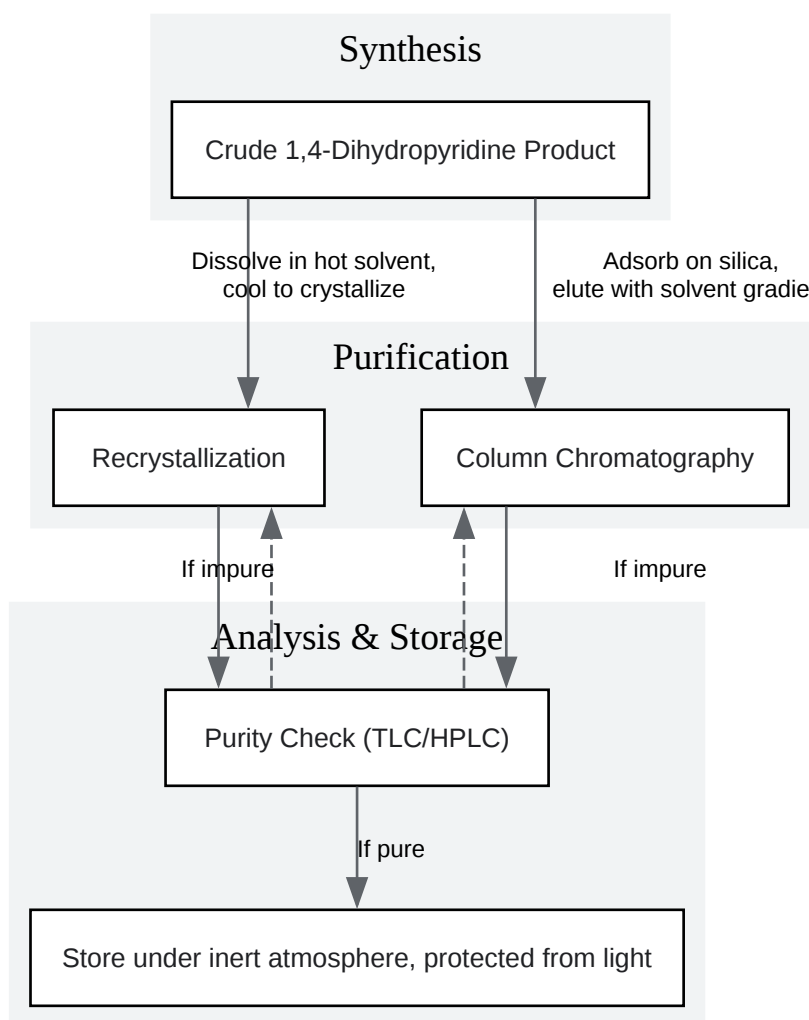 Synthesis
Crude 1,4-Dihydropyridine Product
Dissolve in hot solvent,
cool to crystallize
Adsorb on silica,
elute with solvent gradie
Purification
Recrystallization
Column Chromatography
If impure
If impure
Analysis & Storage
Purity Check (TLC/HPLC)
If pure
Store under inert atmosphere, protected from light